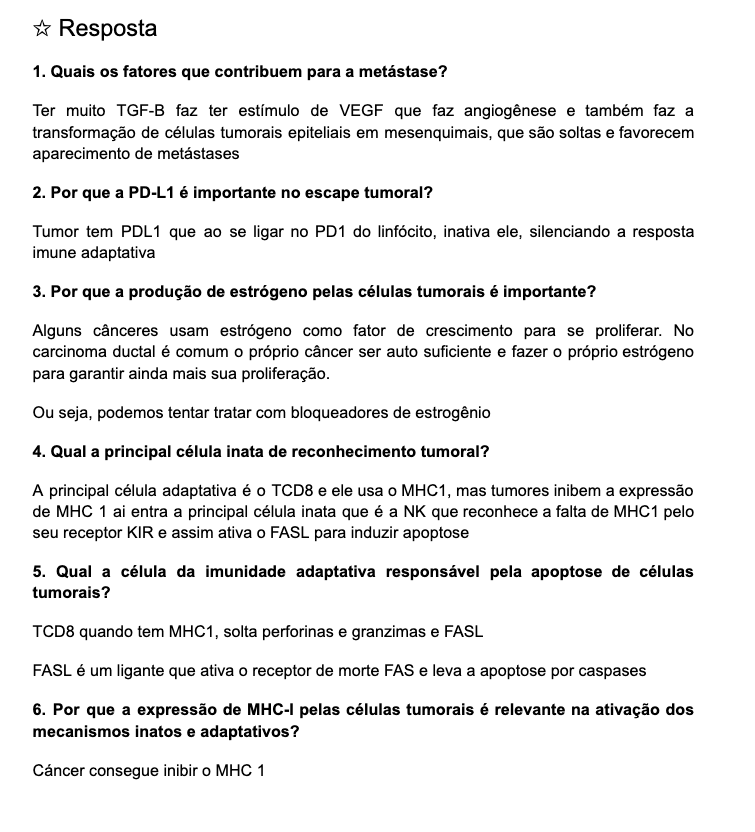 ☆ Resposta
1. Quais os fatores que contribuem para a metástase?
Ter muito TGF-B faz ter estímulo de VEGF que faz angiogênese e também faz a
transformação de células tumorais epiteliais em mesenquimais, que são soltas e favorecem
aparecimento de metástases
2. Por que a PD-L1 é importante no escape tumoral?
Tumor tem PDL1 que ao se ligar no PD1 do linfócito, inativa ele, silenciando a resposta
imune adaptativa
3. Por que a produção de estrógeno pelas células tumorais é importante?
Alguns cânceres usam estrógeno como fator de crescimento para se proliferar. No
carcinoma ductal é comum o próprio câncer ser auto suficiente e fazer o próprio estrógeno
para garantir ainda mais sua proliferação.
Ou seja, podemos tentar tratar com bloqueadores de estrogênio
4. Qual a principal célula inata de reconhecimento tumoral?
A principal célula adaptativa é o TCD8 e ele usa o MHC1, mas tumores inibem a expressão
de MHC 1 ai entra a principal célula inata que é a NK que reconhece a falta de MHC1 pelo
seu receptor KIR e assim ativa o FASL para induzir apoptose
5. Qual a célula da imunidade adaptativa responsável pela apoptose de células
tumorais?
TCD8 quando tem MHC1, solta perforinas e granzimas e FASL
FASL é um ligante que ativa o receptor de morte FAS e leva a apoptose por caspases
6. Por que a expressão de MHC-I pelas células tumorais é relevante na ativação dos
mecanismos inatos e adaptativos?
Cáncer consegue inibir o MHC 1